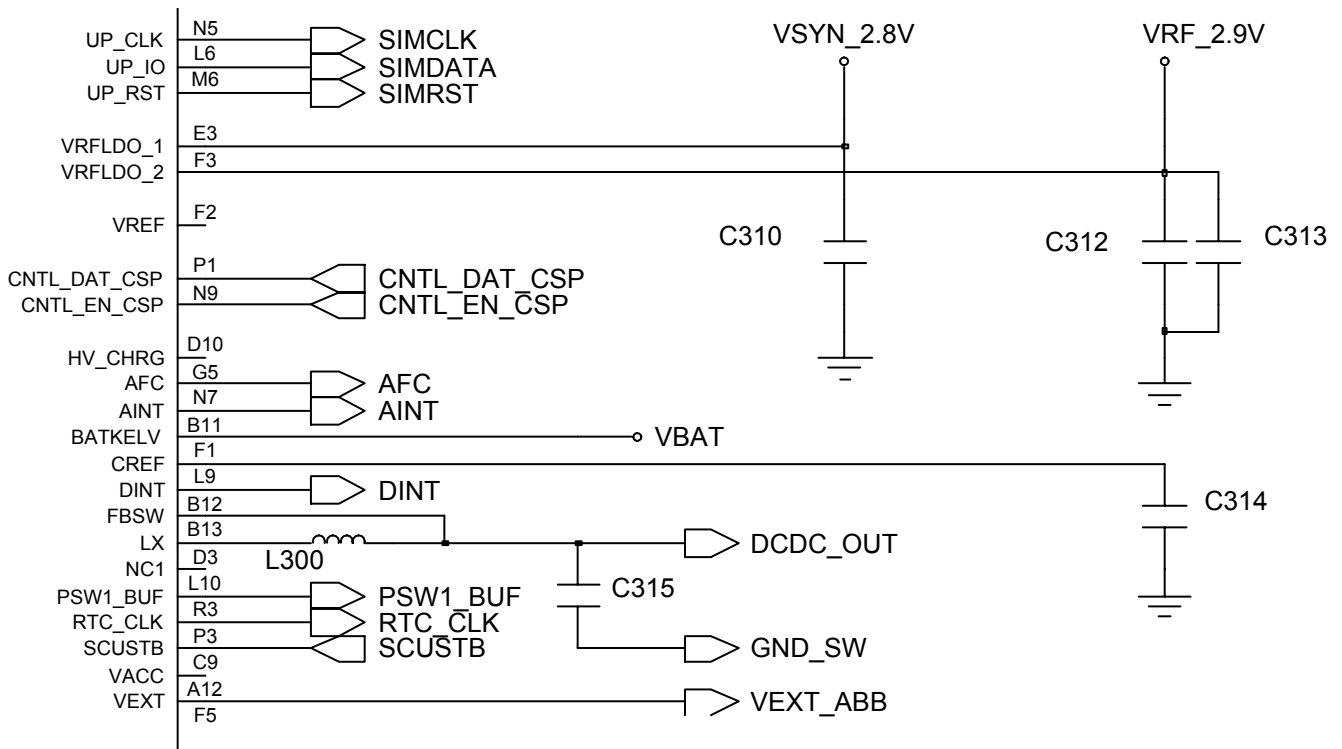 VSYN_2.8V VRF_2.9V
UP_CLK N5 SIMCLK
UP_IO L6 SIMDATA
UP_RST M6 SIMRST
VRFLDO_1 E3
VRFLDO_2 F3
VREF F2
C310 C312 C313
CNTL_DAT_CSP P1 CNTL_DAT_CSP
CNTL_EN_CSP N9 CNTL_EN_CSP
HV_CHRG D10
AFC G5 AFC
AINT N7 AINT
BATKELV B11 VBAT
CREF F1
DINT L9 DINT
C314
FBSW B12
LX B13 L300 DCDC_OUT
NC1 D3
C315
PSW1_BUF L10 PSW1_BUF
RTC_CLK R3 RTC_CLK
SCUSTB P3 SCUSTB GND_SW
VACC C9
VEXT A12 VEXT_ABB
F5